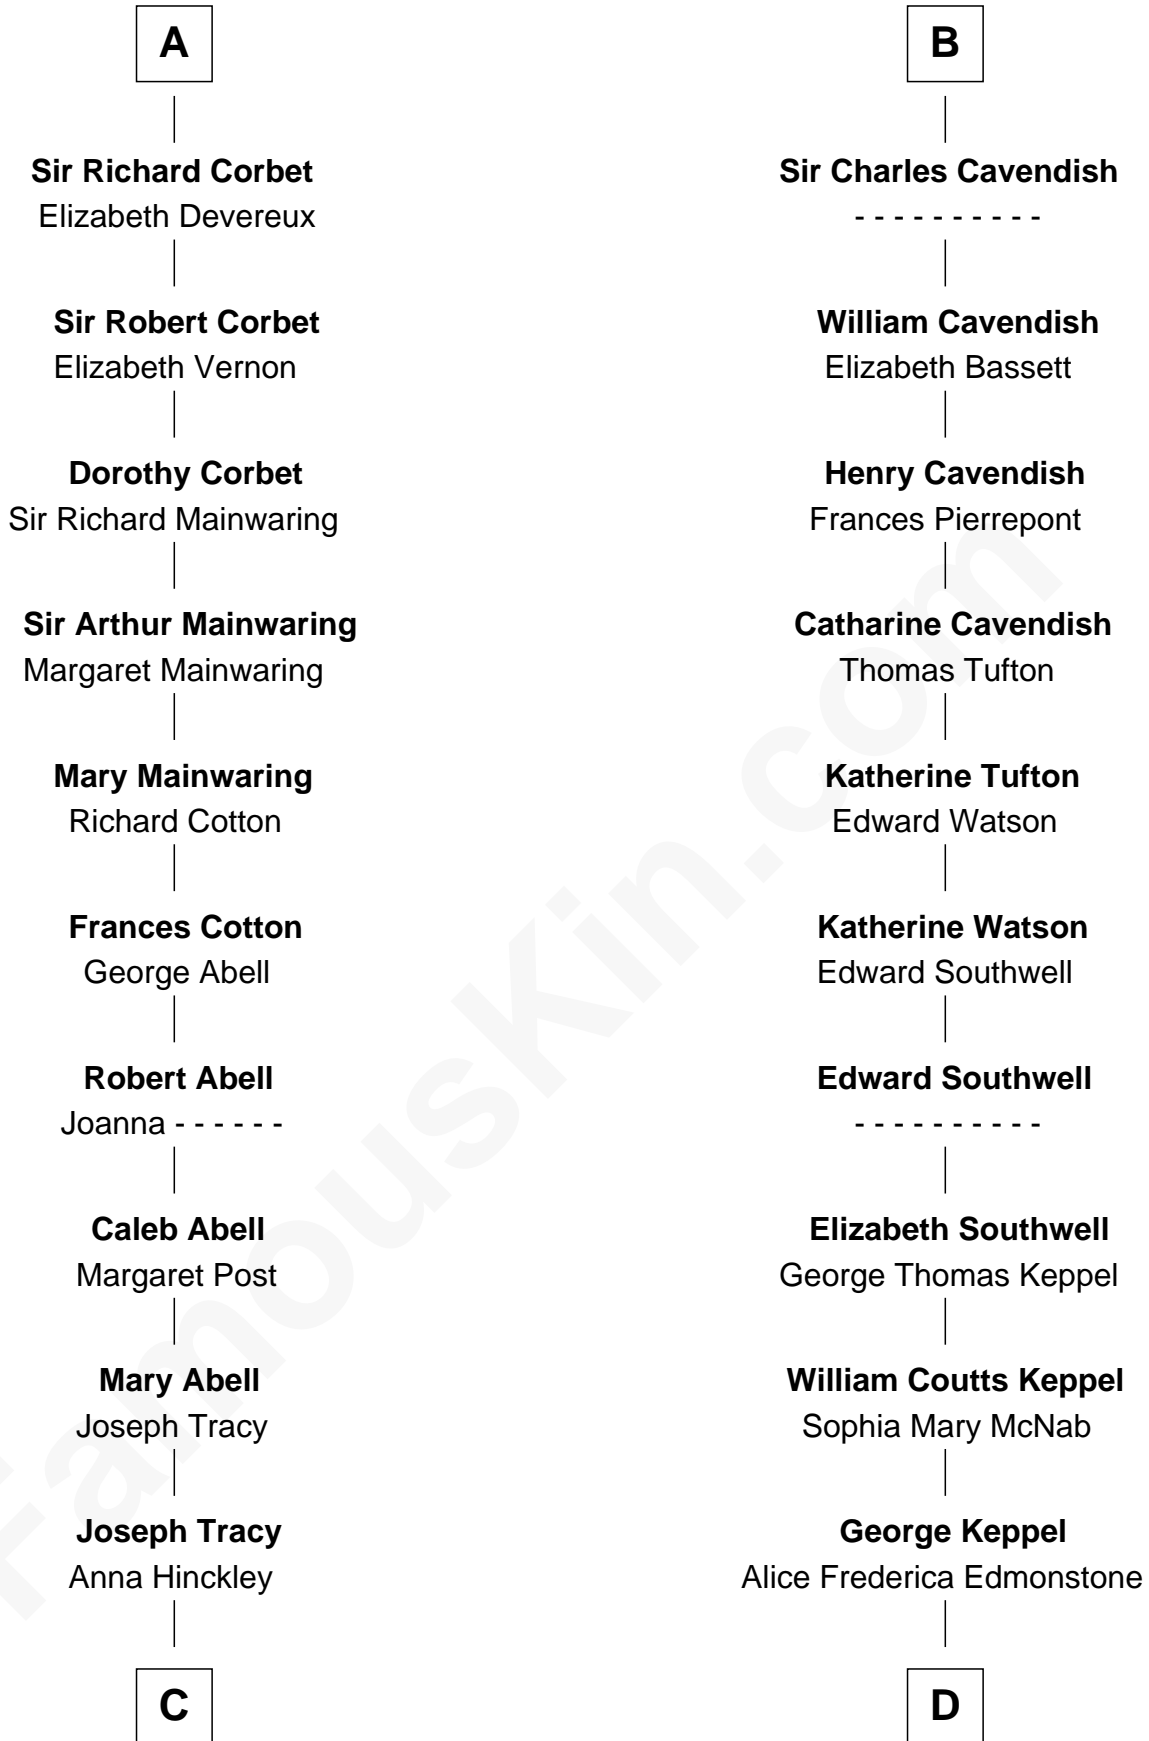 A
Sir Richard Corbet
Elizabeth Devereux
Sir Robert Corbet
Elizabeth Vernon
Dorothy Corbet
Sir Richard Mainwaring
Sir Arthur Mainwaring
Margaret Mainwaring
Mary Mainwaring
Richard Cotton
Frances Cotton
George Abell
Robert Abell
Joanna - - - - - -
Caleb Abell
Margaret Post
Mary Abell
Joseph Tracy
Joseph Tracy
Anna Hinckley
C
B
Sir Charles Cavendish
- - - - - - - - - -
William Cavendish
Elizabeth Bassett
Henry Cavendish
Frances Pierrepont
Catharine Cavendish
Thomas Tufton
Katherine Tufton
Edward Watson
Katherine Watson
Edward Southwell
Edward Southwell
- - - - - - - - - -
Elizabeth Southwell
George Thomas Keppel
William Coutts Keppel
Sophia Mary McNab
George Keppel
Alice Frederica Edmonstone
D
FamousKin.com